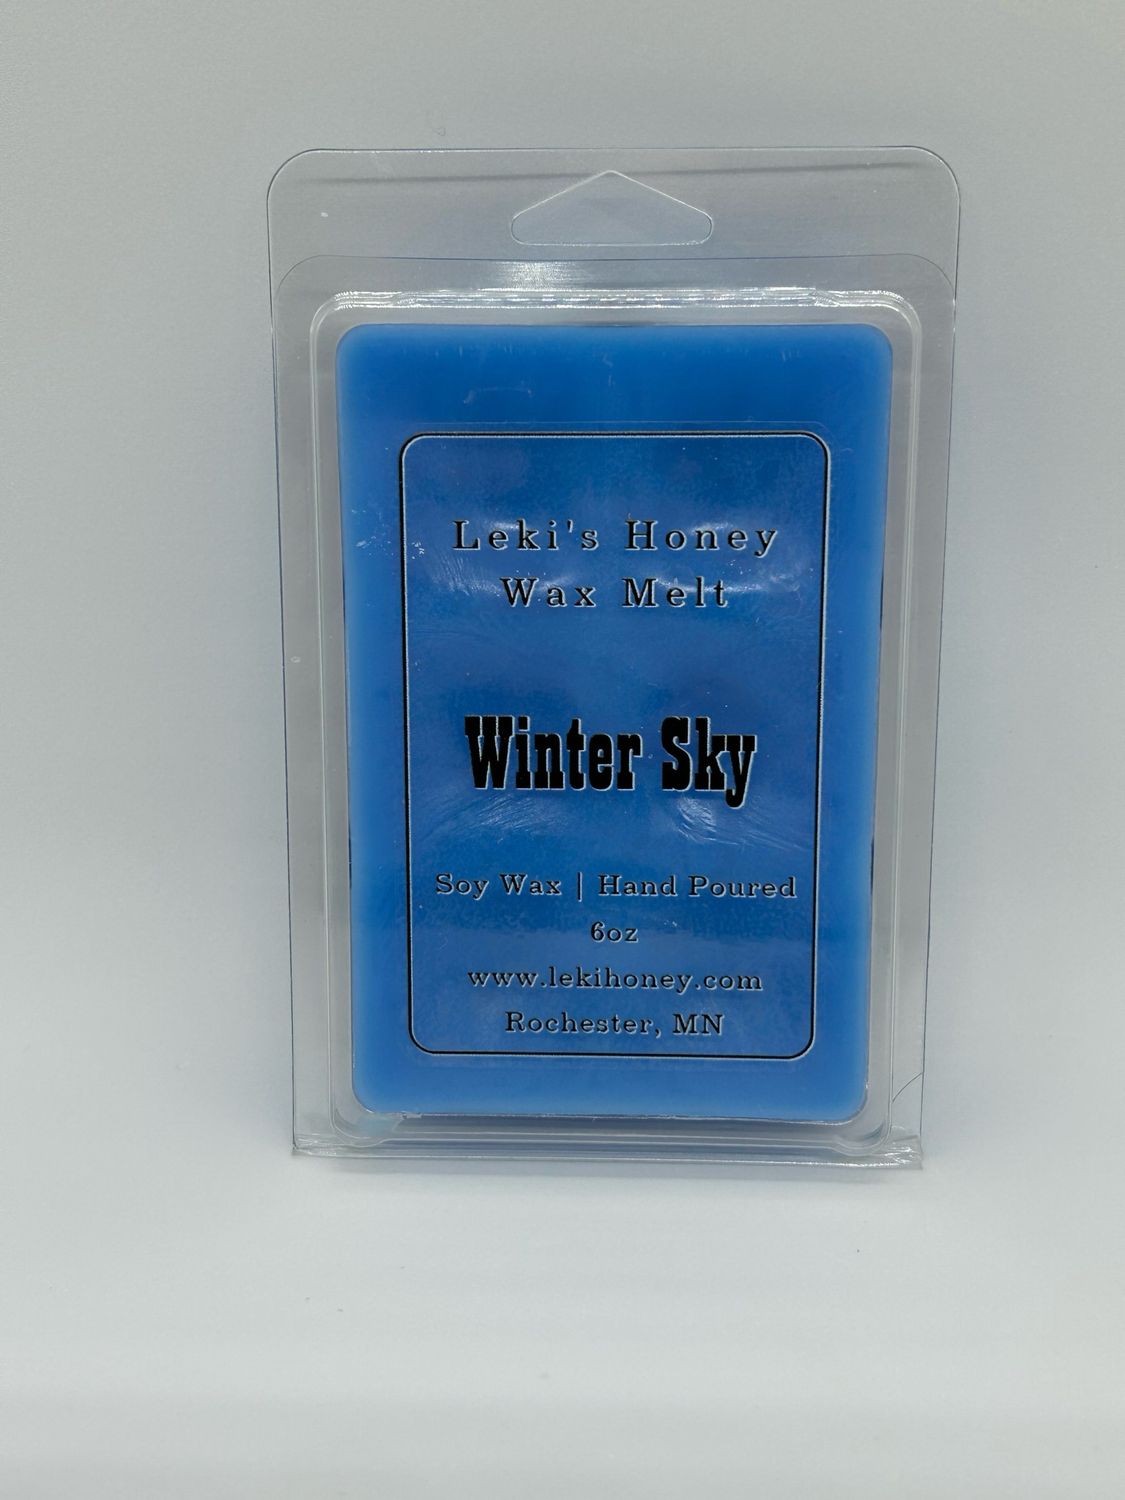 Leki's Honey
Wax Melt
Winter Sky
Soy Wax | Hand Poured
6oz
www.lekihoney.com
Rochester, MN